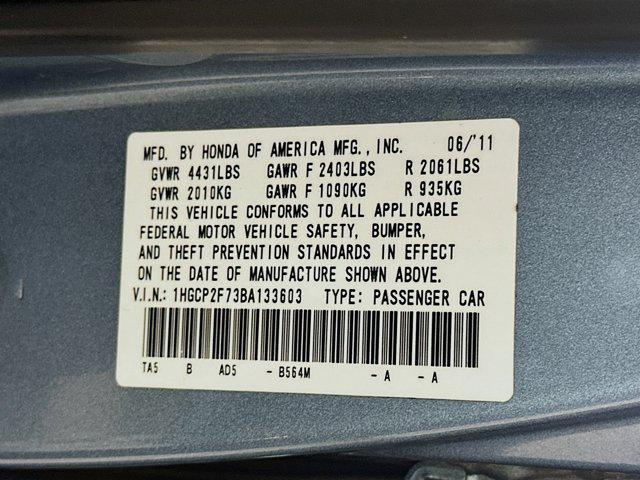 MFD. BY HONDA OF AMERICA MFG., INC. 06/'11
GVWR 4431LBS GAWR F 2403LBS R 2061LBS
GVWR 2010KG GAWR F 1090KG R 935KG
THIS VEHICLE CONFORMS TO ALL APPLICABLE
FEDERAL MOTOR VEHICLE SAFETY, BUMPER,
AND THEFT PREVENTION STANDARDS IN EFFECT
ON THE DATE OF MANUFACTURE SHOWN ABOVE.
V.I.N.: 1HGCP2F73BA133603 TYPE: PASSENGER CAR
TA5 B AD5 - B564M - A - A